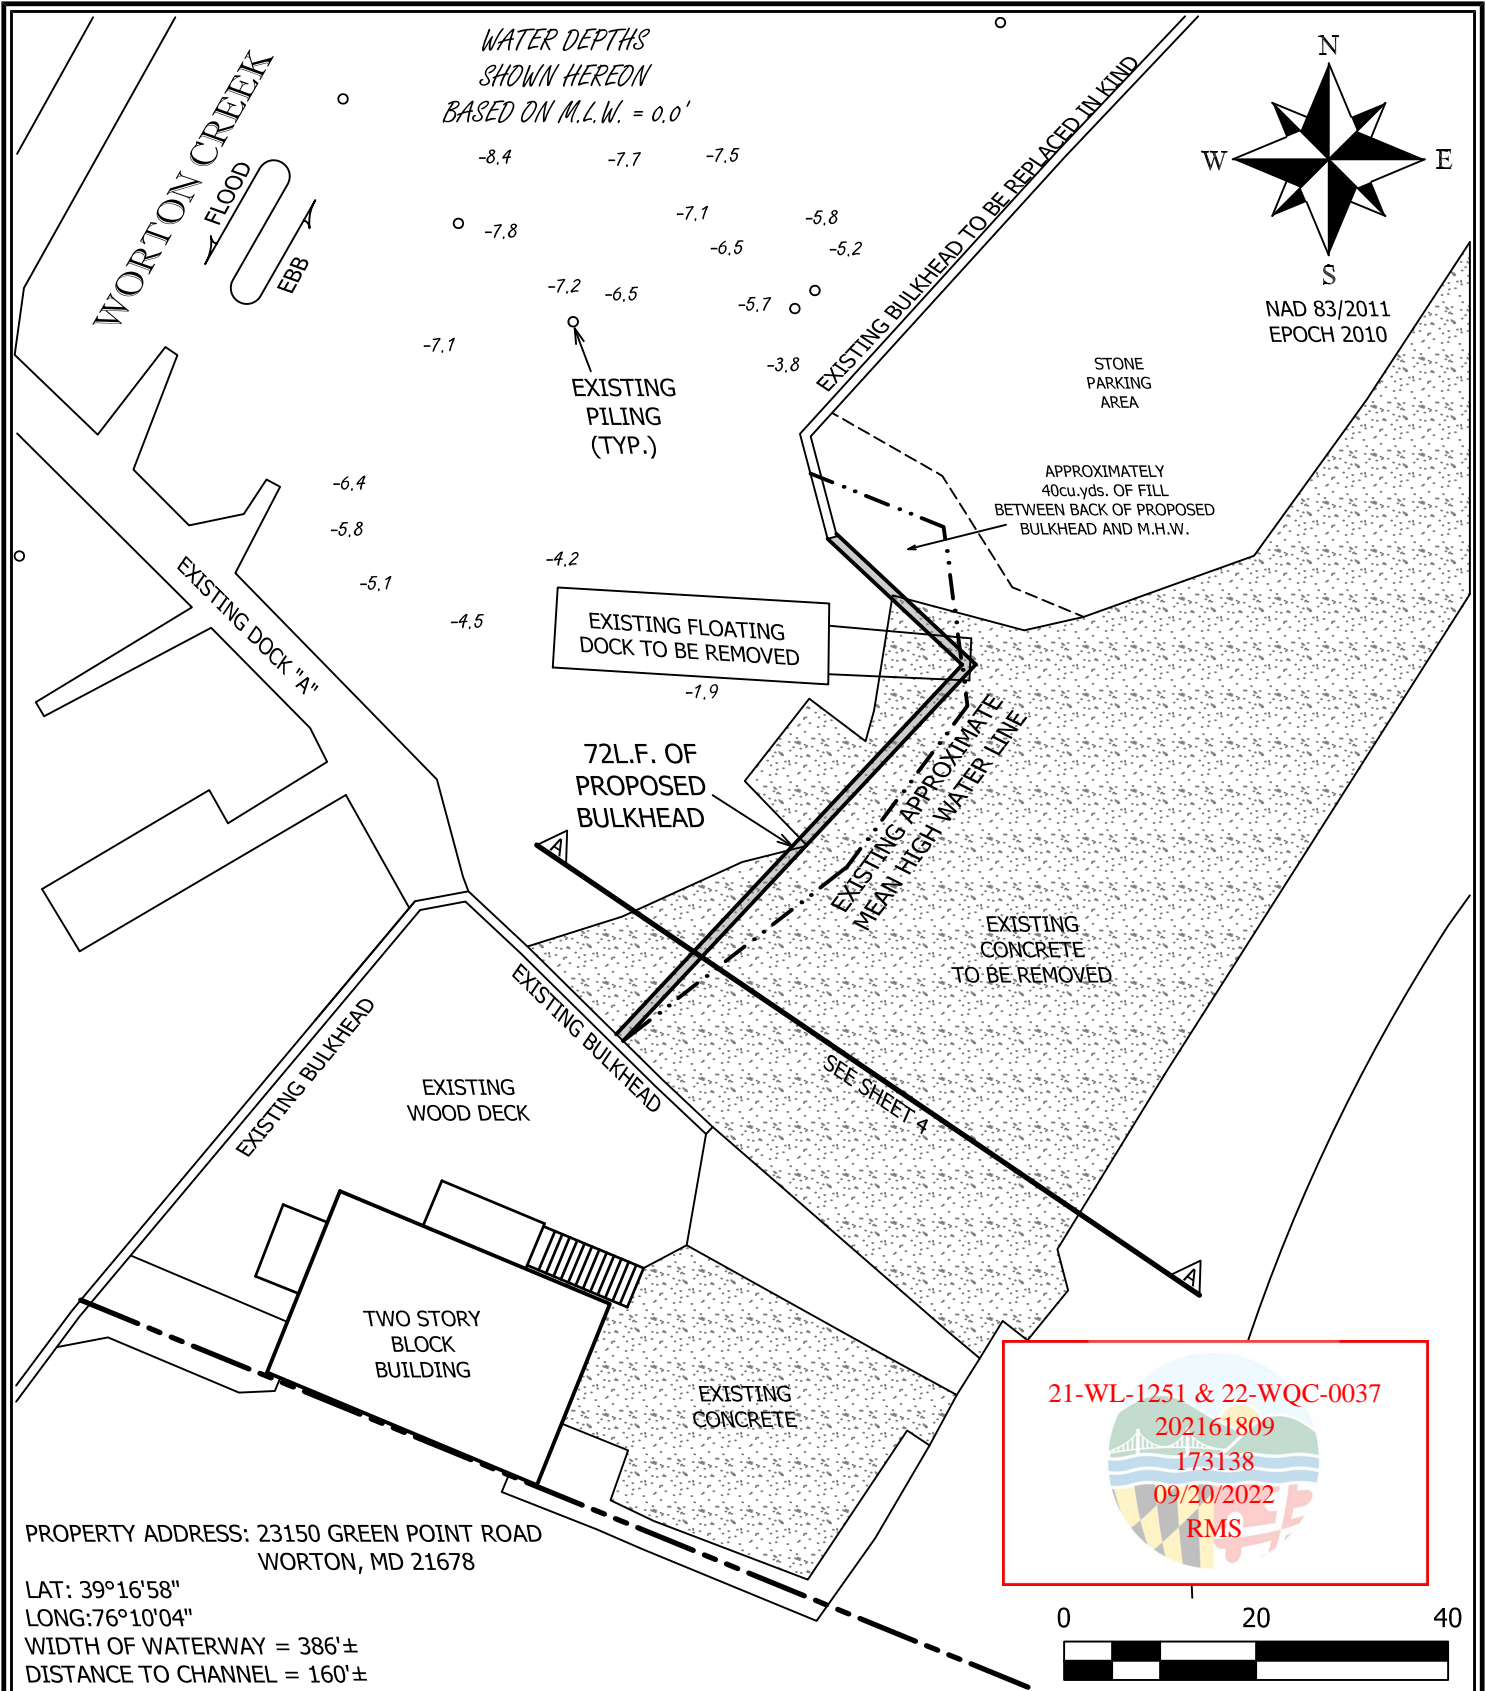 WATER DEPTHS
SHOWN HEREON
BASED ON M.L.W. = 0.0'
WORTON CREEK
FLOOD
EBB
N
W
E
S
NAD 83/2011
EPOCH 2010
-8.4
-7.7
-7.5
-7.1
-5.8
-7.8
-6.5
-5.2
-7.2
-6.5
-5.7
-7.1
-3.8
EXISTING
PILING
(TYP.)
EXISTING BULKHEAD TO BE REPLACED IN KIND
STONE
PARKING
AREA
APPROXIMATELY
40cu.yds. OF FILL
BETWEEN BACK OF PROPOSED
BULKHEAD AND M.H.W.
-6.4
-5.8
-5.1
-4.2
-4.5
EXISTING DOCK "A"
EXISTING FLOATING
DOCK TO BE REMOVED
-1.9
72L.F. OF
PROPOSED
BULKHEAD
EXISTING APPROXIMATE
MEAN HIGH WATER LINE
A
EXISTING
CONCRETE
TO BE REMOVED
EXISTING BULKHEAD
EXISTING BULKHEAD
SEE SHEET 4
EXISTING
WOOD DECK
A
TWO STORY
BLOCK
BUILDING
EXISTING
CONCRETE
21-WL-1251 & 22-WQC-0037
202161809
173138
09/20/2022
RMS
PROPERTY ADDRESS: 23150 GREEN POINT ROAD
WORTON, MD 21678
LAT: 39°16'58"
LONG:76°10'04"
WIDTH OF WATERWAY = 386'±
DISTANCE TO CHANNEL = 160'±
0 20 40